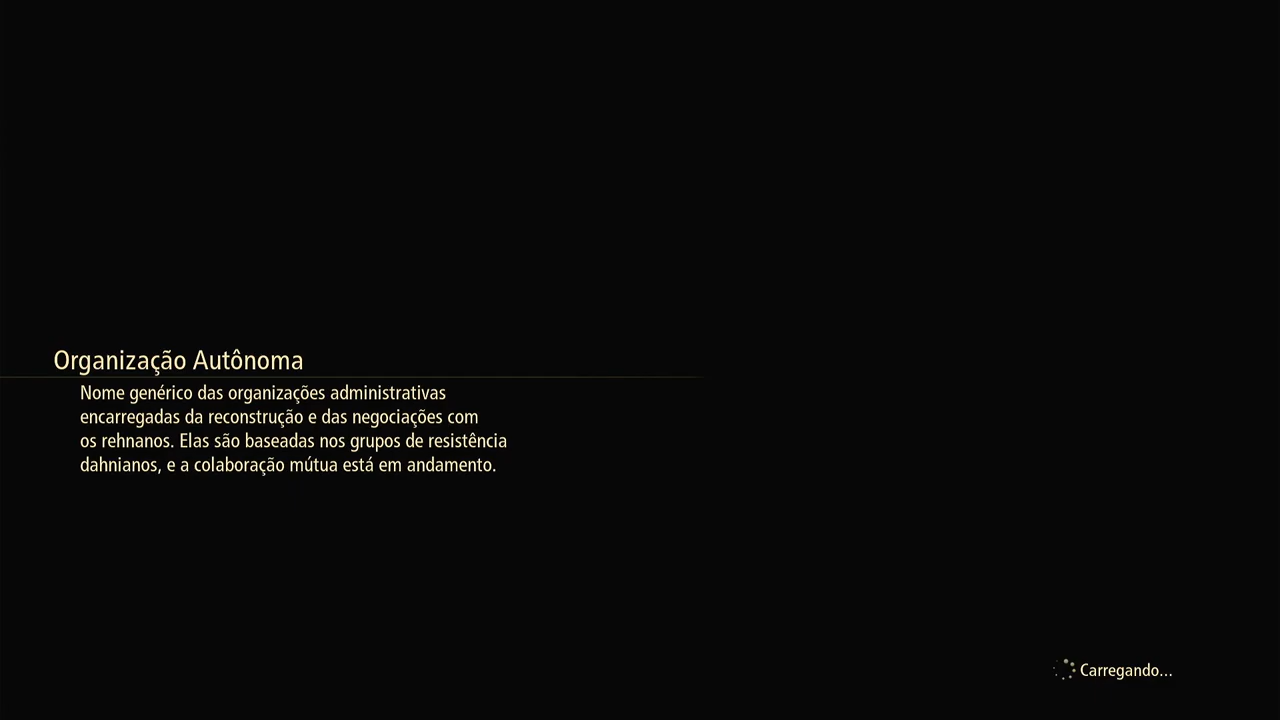 Organização Autônoma
Nome genérico das organizações administrativas
encarregadas da reconstrução e das negociações com
os rehnanos. Elas são baseadas nos grupos de resistência
dahnianos, e a colaboração mútua está em andamento.
Carregando...